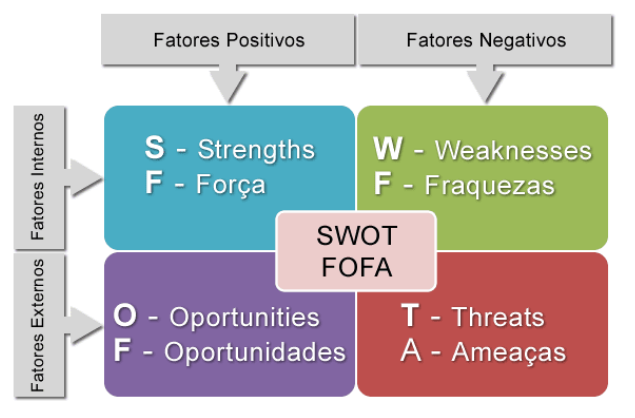 Fatores Positivos
Fatores Negativos
Fatores Internos
S - Strengths
F - Força
W - Weaknesses
F - Fraquezas
SWOT
FOFA
Fatores Externos
O - Oportunities
F - Oportunidades
T - Threats
A - Ameaças